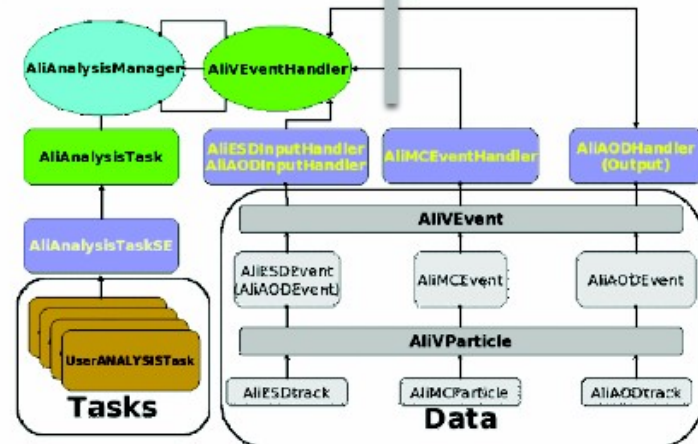 AliAnalysisManager
AliVEventHandler
AliAnalysisTask
AliESDInputHandler
AliAODInputHandler
AliMCEventHandler
AliAODHandler
(Output)
AliAnalysisTaskSE
AliVEvent
AliESDEvent
(AliAODEvent)
AliMCEvent
AliAODEvent
AliVParticle
UserANALYSISTask
AliESDtrack
AliMCParticle
AliAODtrack
Tasks
Data